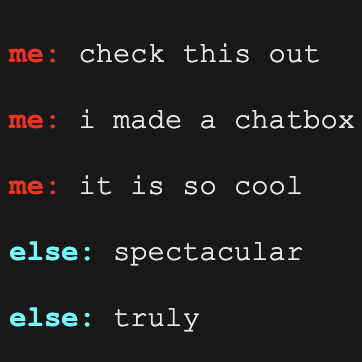 me: check this out
me: i made a chatbox
me: it is so cool
else: spectacular
else: truly